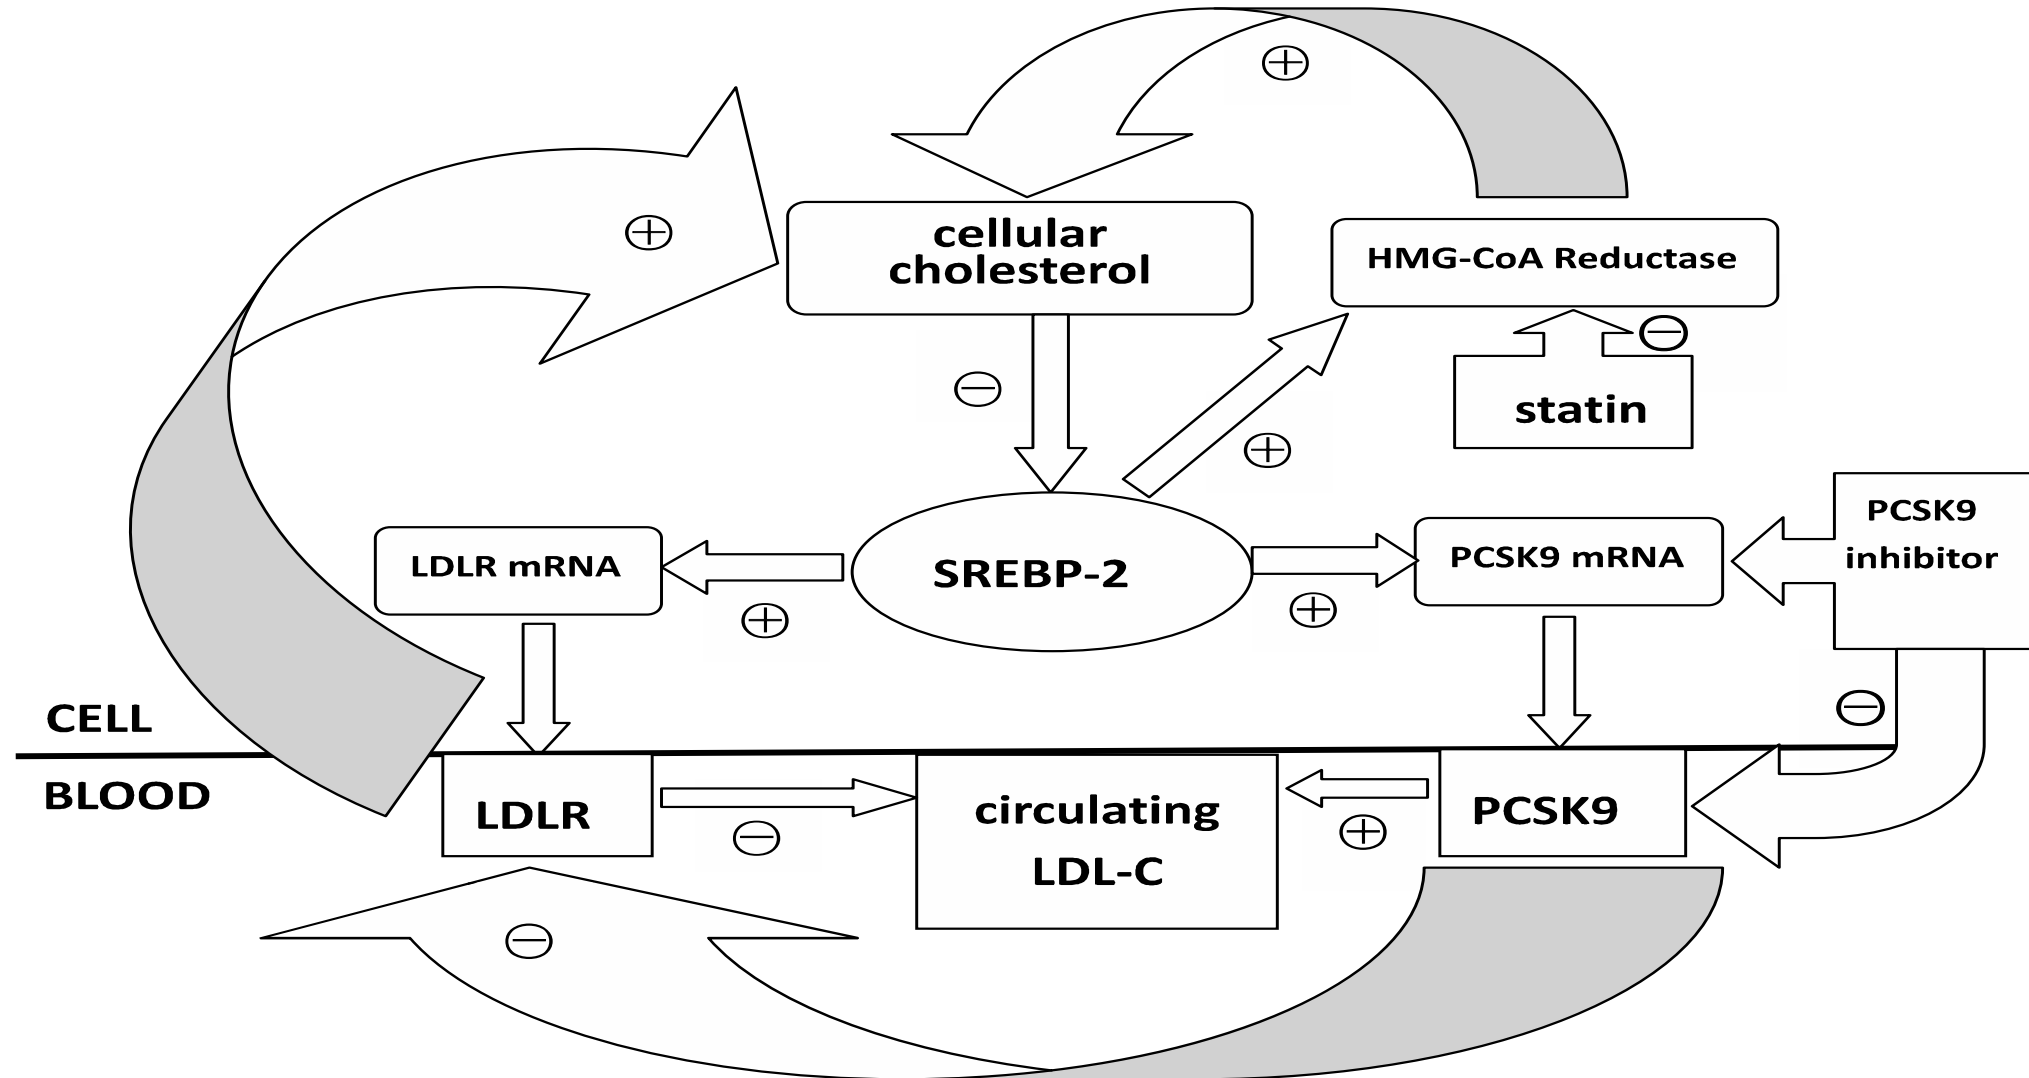 cellular
cholesterol
HMG-CoA Reductase
statin
PCSK9
inhibitor
LDLR mRNA
SREBP-2
PCSK9 mRNA
CELL
BLOOD
LDLR
circulating
LDL-C
PCSK9